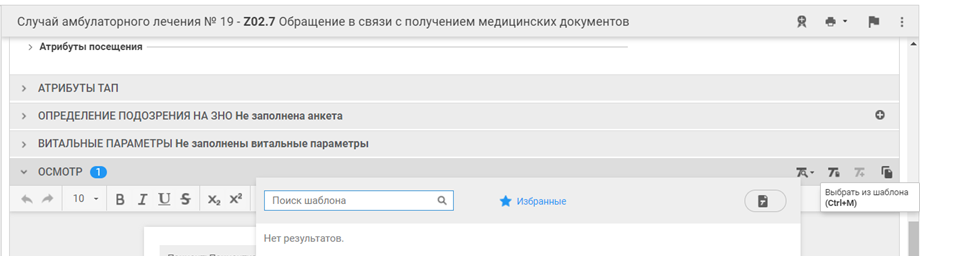 Случай амбулаторного лечения № 19 - Z02.7 Обращение в связи с получением медицинских документов
Атрибуты посещения
АТРИБУТЫ ТАП
ОПРЕДЕЛЕНИЕ ПОДОЗРЕНИЯ НА ЗНО Не заполнена анкета
ВИТАЛЬНЫЕ ПАРАМЕТРЫ Не заполнены витальные параметры
ОСМОТР 1
10 B I U S X₂ X²
Поиск шаблона
Избранные
Выбрать из шаблона
(Ctrl+M)
Нет результатов.